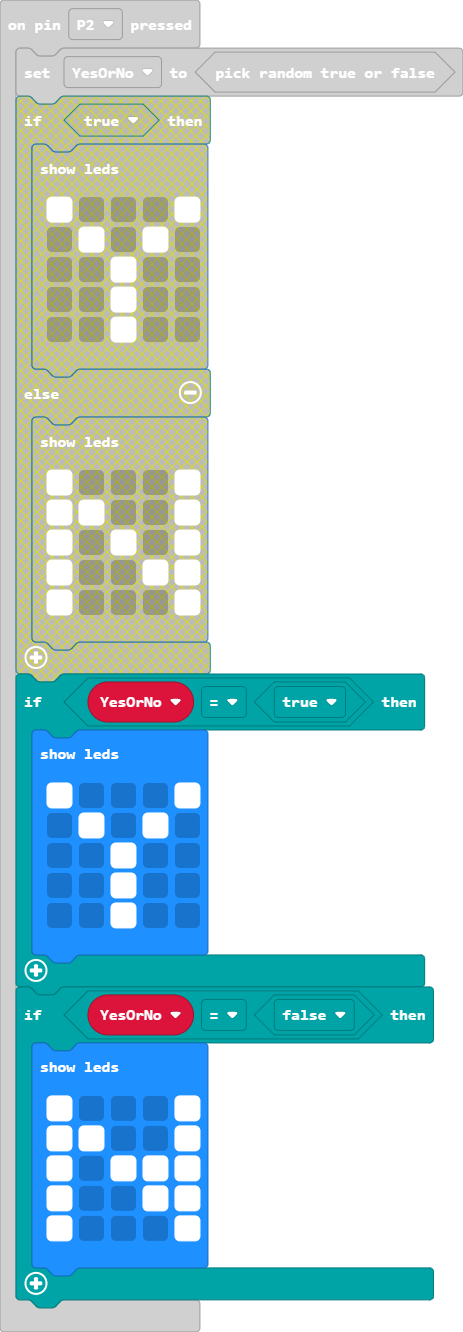 on pin P2 pressed
set YesOrNo to pick random true or false
if true then
show leds
else
show leds
if YesOrNo = true then
show leds
if YesOrNo = false then
show leds